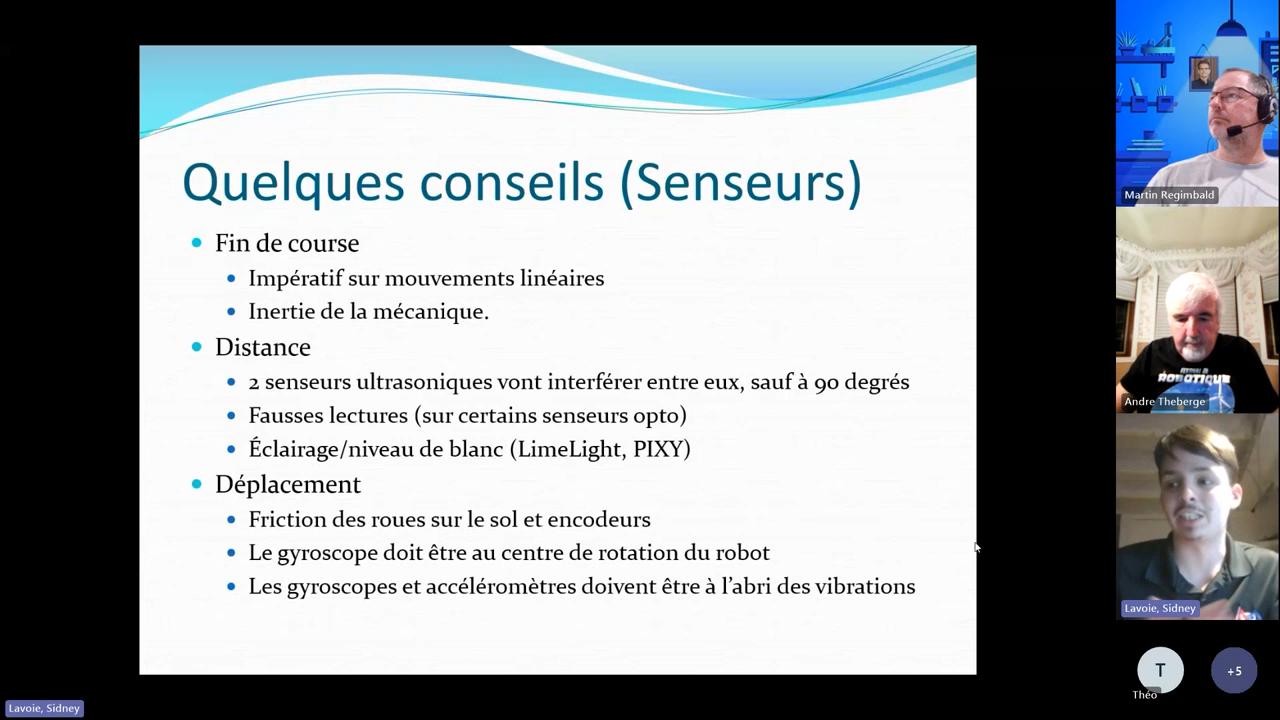 Quelques conseils (Senseurs)
Fin de course
Impératif sur mouvements linéaires
Inertie de la mécanique.
Distance
2 senseurs ultrasoniques vont interférer entre eux, sauf à 90 degrés
Fausses lectures (sur certains senseurs opto)
Éclairage/niveau de blanc (LimeLight, PIXY)
Déplacement
Friction des roues sur le sol et encodeurs
Le gyroscope doit être au centre de rotation du robot
Les gyroscopes et accéléromètres doivent être à l’abri des vibrations
Martin Regimbald
ROBOTIQUE
Andre Theberge
Lavoie, Sidney
T
Théo
+5
Lavoie, Sidney